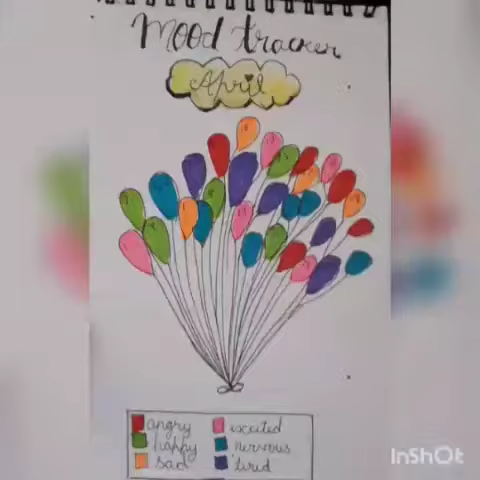 Mood tracker
April
angry
excited
happy
nervous
sad
tired
InShOt